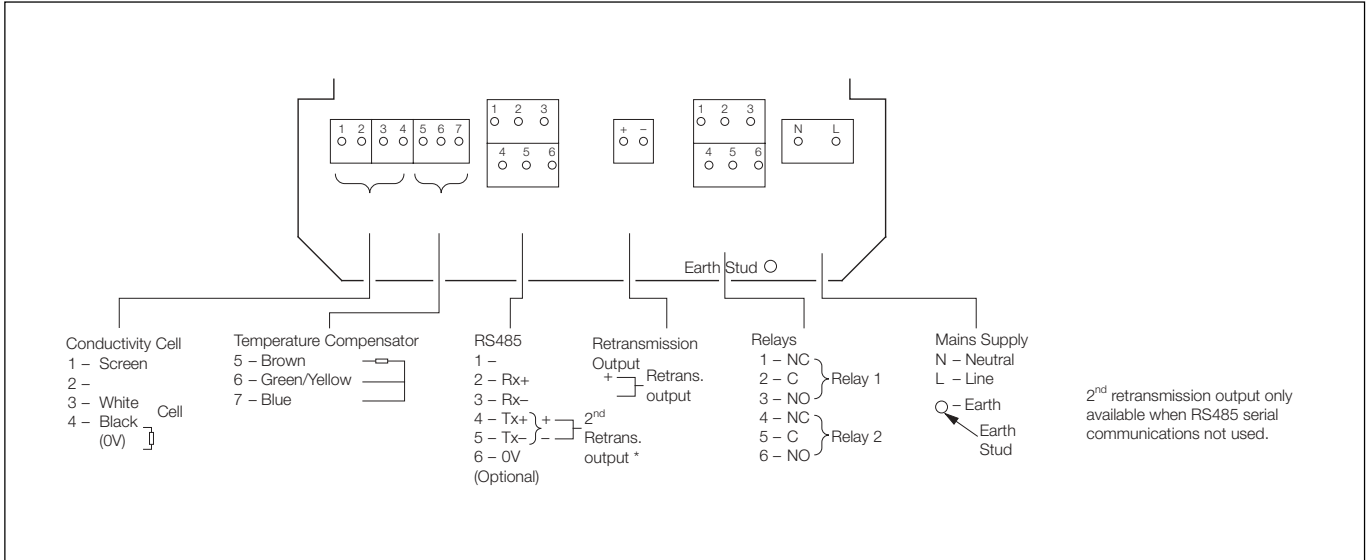 1 2 3 4 5 6 7
1 2 3
4 5 6
+ –
1 2 3
4 5 6
N L
Earth Stud
Conductivity Cell
1 – Screen
2 –
3 – White
4 – Black
(0V)
Cell
Temperature Compensator
5 – Brown
6 – Green/Yellow
7 – Blue
RS485
1 –
2 – Rx+
3 – Rx–
4 – Tx+
5 – Tx–
6 – 0V
(Optional)
+
–
2nd
Retrans.
output *
Retransmission
Output
+
Retrans.
output
Relays
1 – NC
2 – C
3 – NO
Relay 1
4 – NC
5 – C
6 – NO
Relay 2
Mains Supply
N – Neutral
L – Line
– Earth
Earth
Stud
2nd retransmission output only
available when RS485 serial
communications not used.